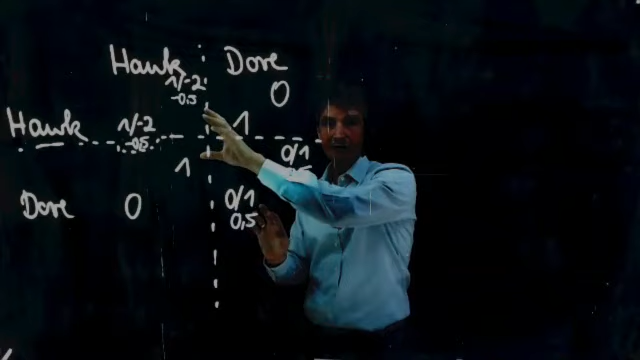 Hawk Dove
1/-2
-0,5
0
Hawk 1/-2 1
-0,5
1 0/1
Dove 0 0/1
0,5